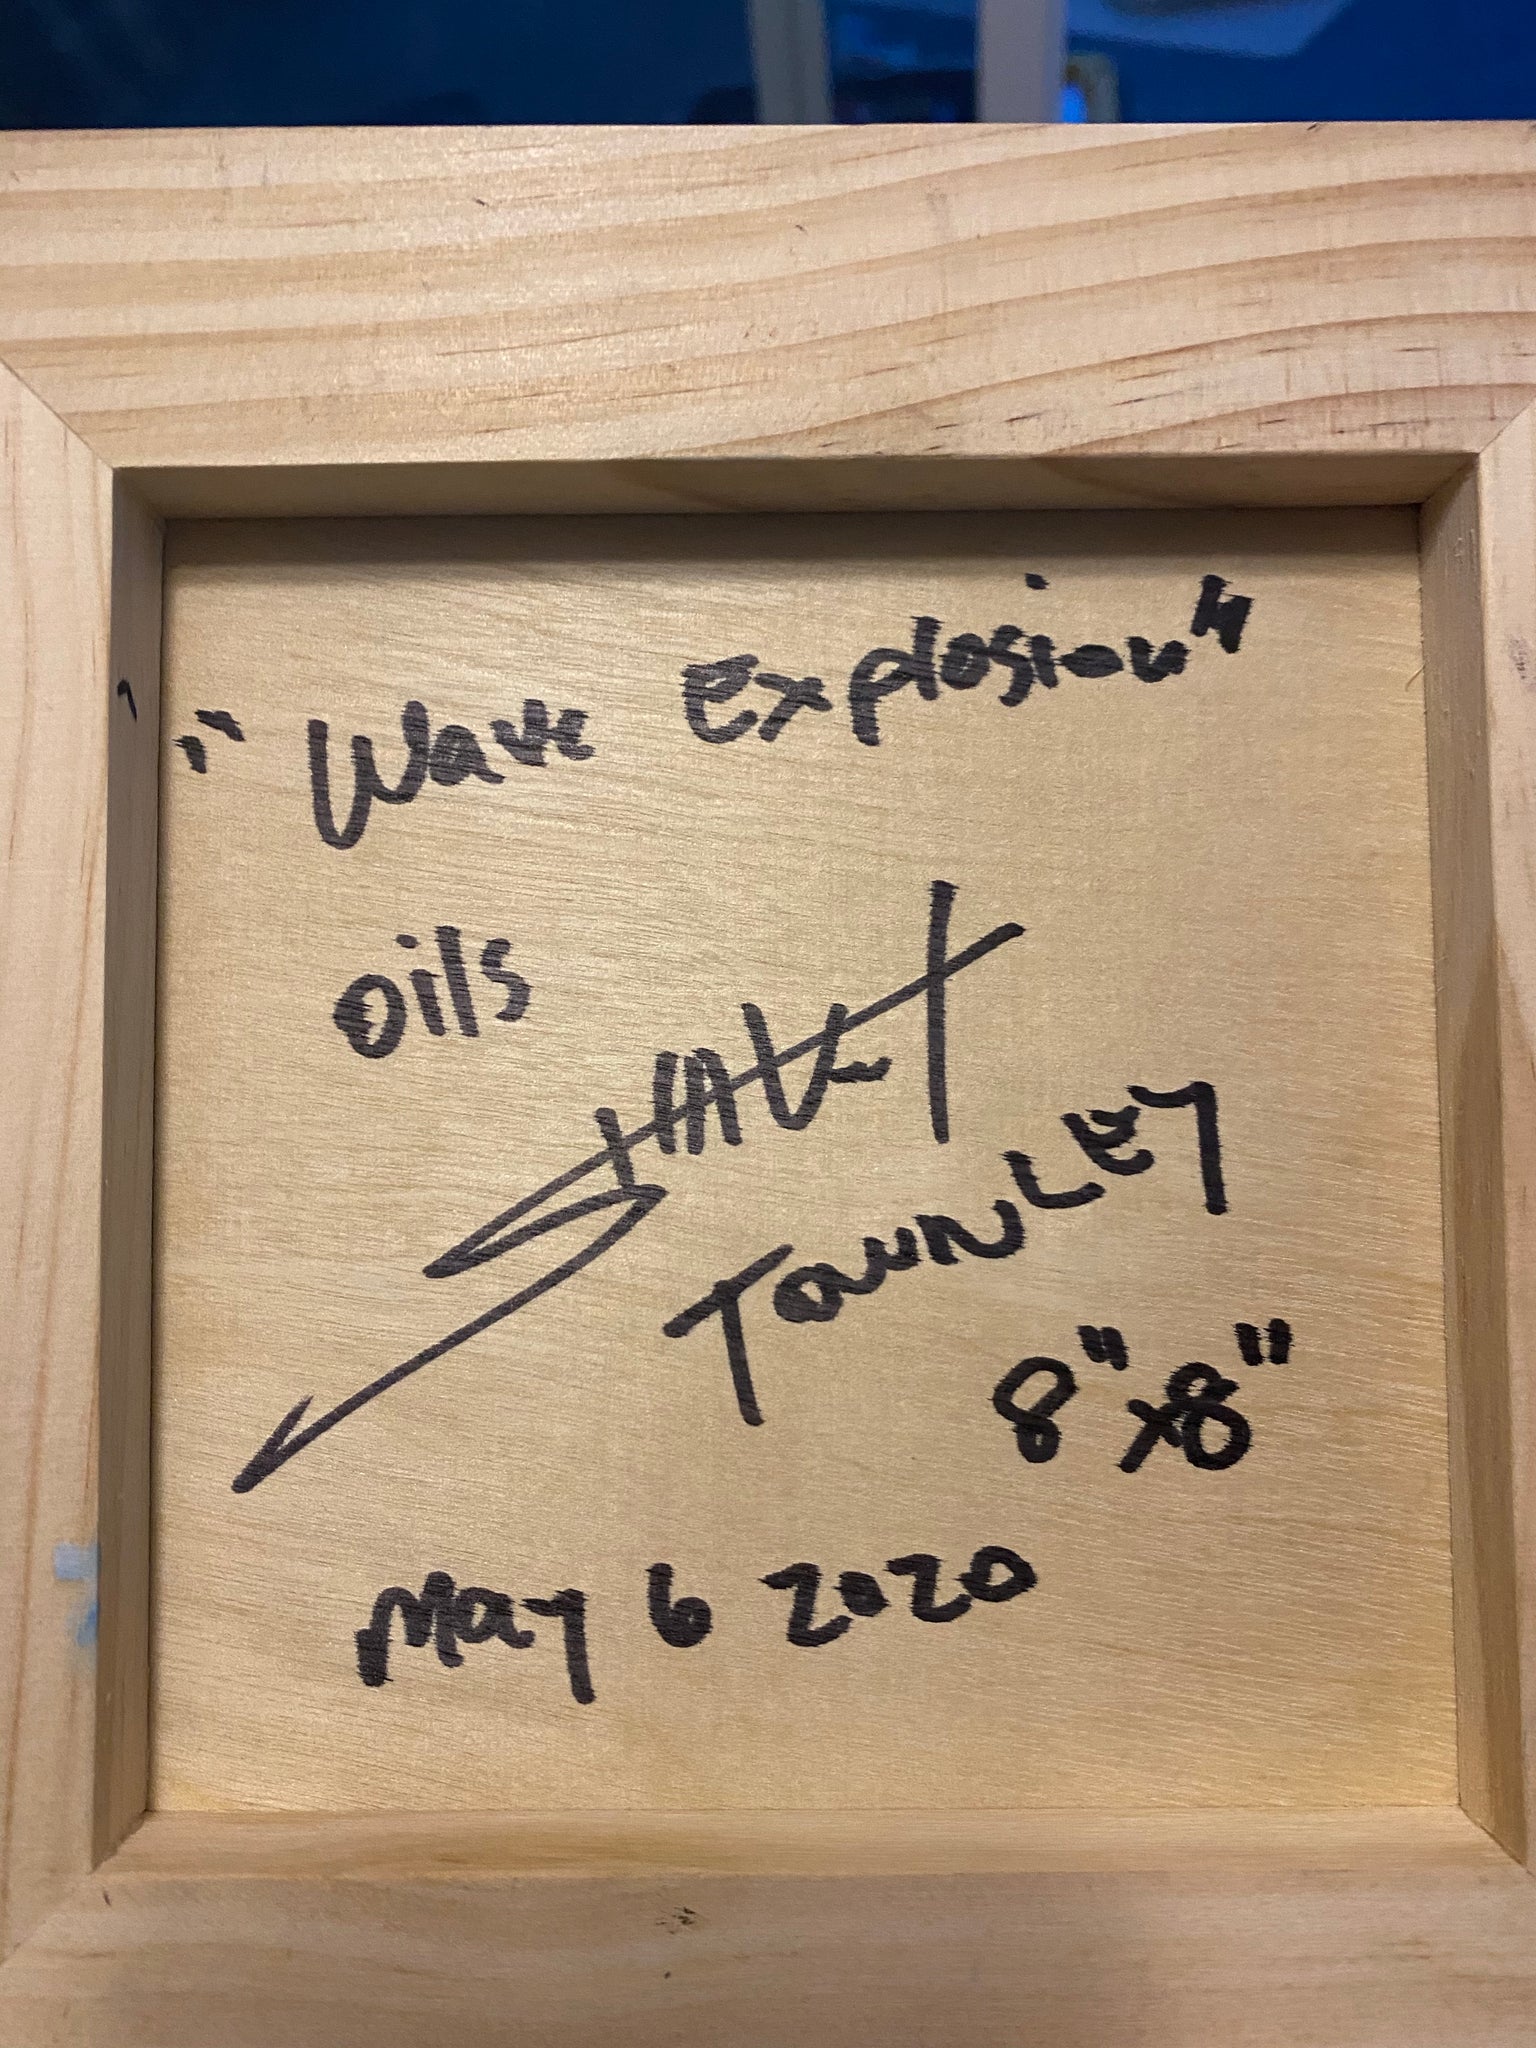 "Wave Explosion"
oils
TOWNLEY
8"x8"
May 6 2020